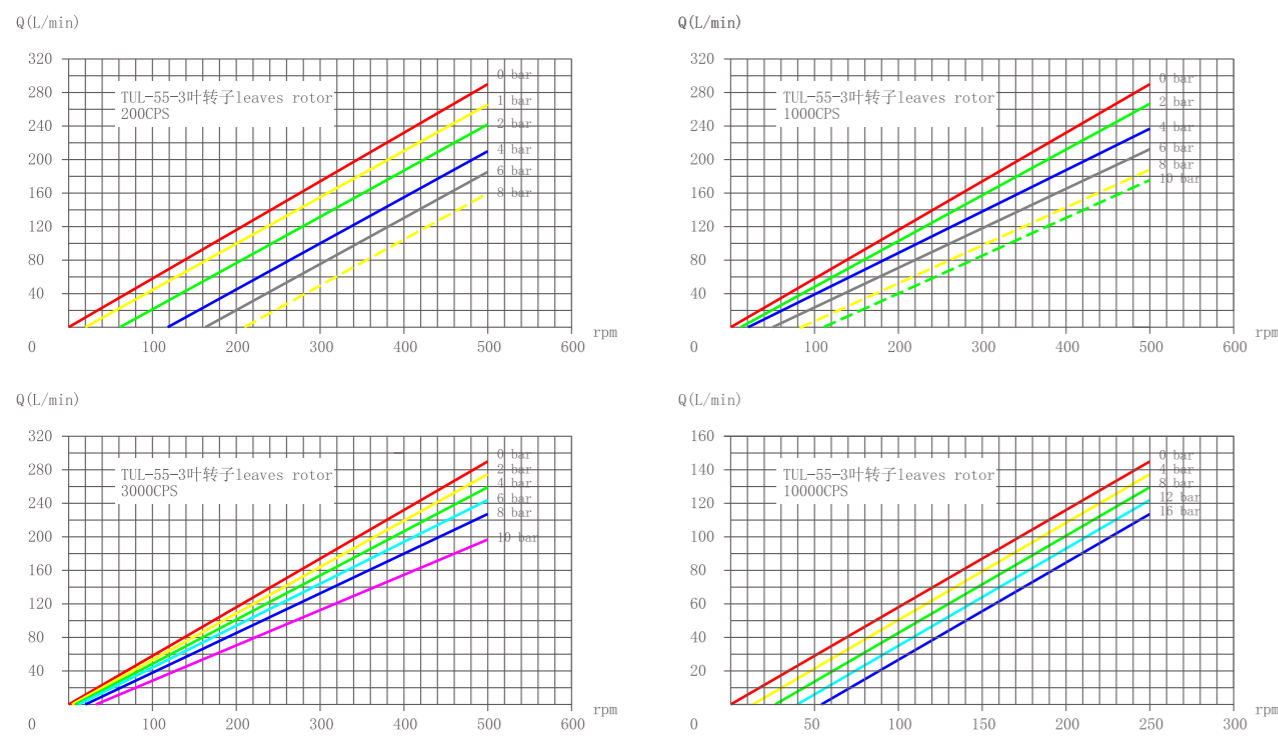 Q(L/min)
320
280
240
200
160
120
80
40
0
100
200
300
400
500
600
rpm
TUL-55-3叶转子leaves rotor
200CPS
0 bar
1 bar
2 bar
4 bar
6 bar
8 bar
Q(L/min)
320
280
240
200
160
120
80
40
0
100
200
300
400
500
600
rpm
TUL-55-3叶转子leaves rotor
1000CPS
0 bar
2 bar
4 bar
6 bar
8 bar
10 bar
Q(L/min)
320
280
240
200
160
120
80
40
0
100
200
300
400
500
600
rpm
TUL-55-3叶转子leaves rotor
3000CPS
0 bar
2 bar
4 bar
6 bar
8 bar
10 bar
Q(L/min)
160
140
120
100
80
60
40
20
0
50
100
150
200
250
300
rpm
TUL-55-3叶转子leaves rotor
10000CPS
0 bar
4 bar
8 bar
12 bar
16 bar